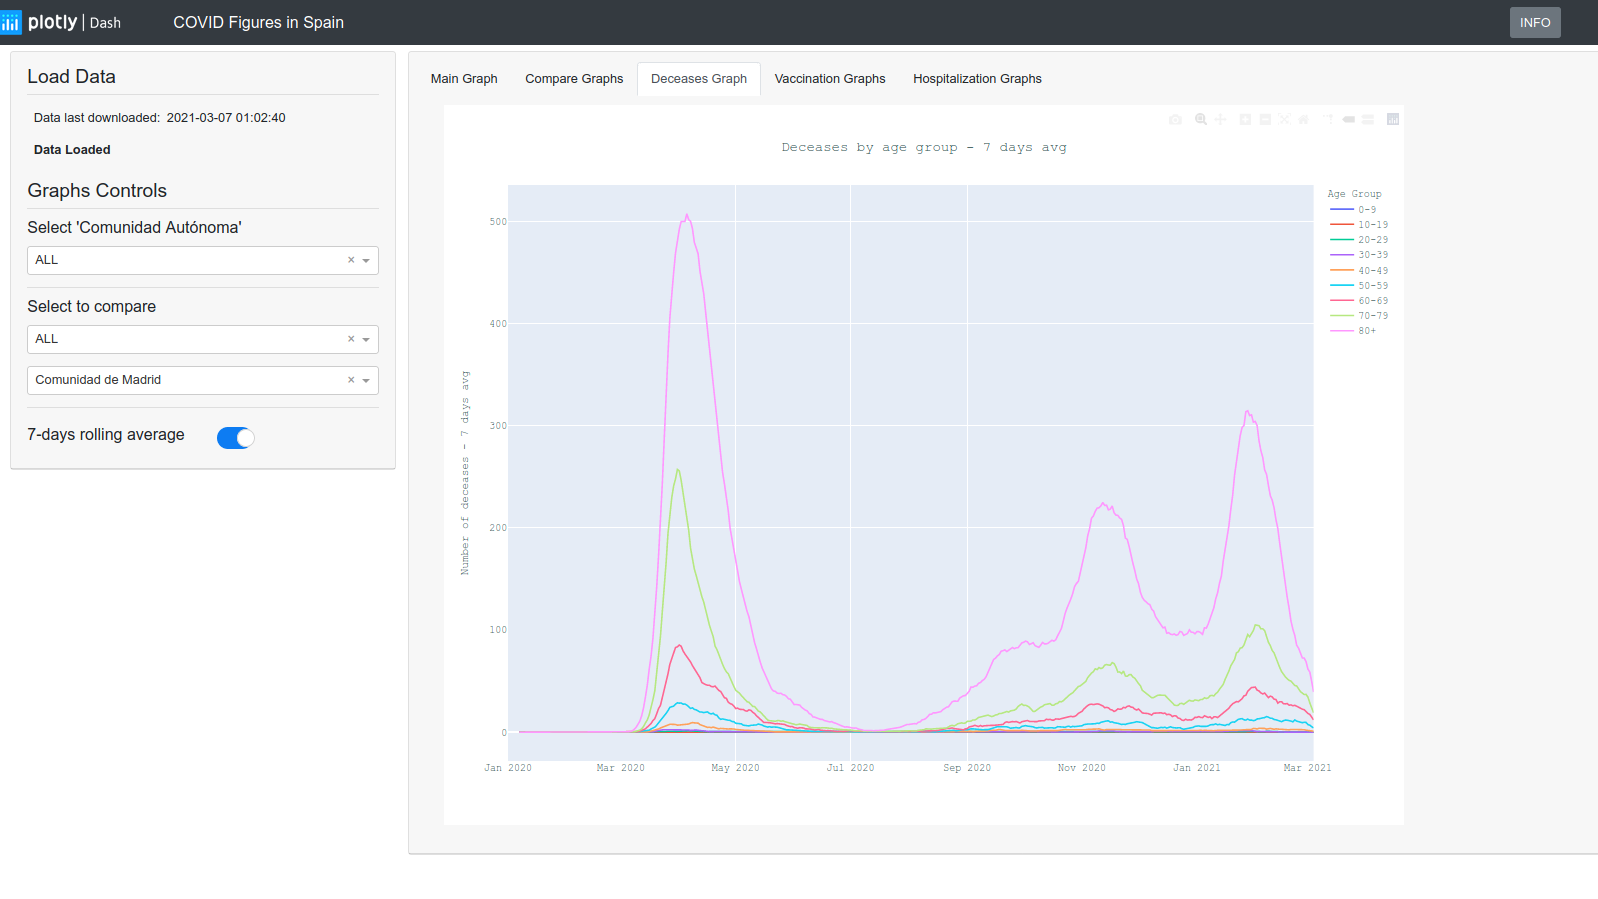 plotly | Dash
COVID Figures in Spain
INFO
Load Data
Data last downloaded: 2021-03-07 01:02:40
Data Loaded
Graphs Controls
Select 'Comunidad Autónoma'
ALL
Select to compare
ALL
Comunidad de Madrid
7-days rolling average
Main Graph
Compare Graphs
Deceases Graph
Vaccination Graphs
Hospitalization Graphs
Deceases by age group - 7 days avg
Number of deceases - 7 days avg
500
400
300
200
100
0
Jan 2020
Mar 2020
May 2020
Jul 2020
Sep 2020
Nov 2020
Jan 2021
Mar 2021
Age Group
0-9
10-19
20-29
30-39
40-49
50-59
60-69
70-79
80+